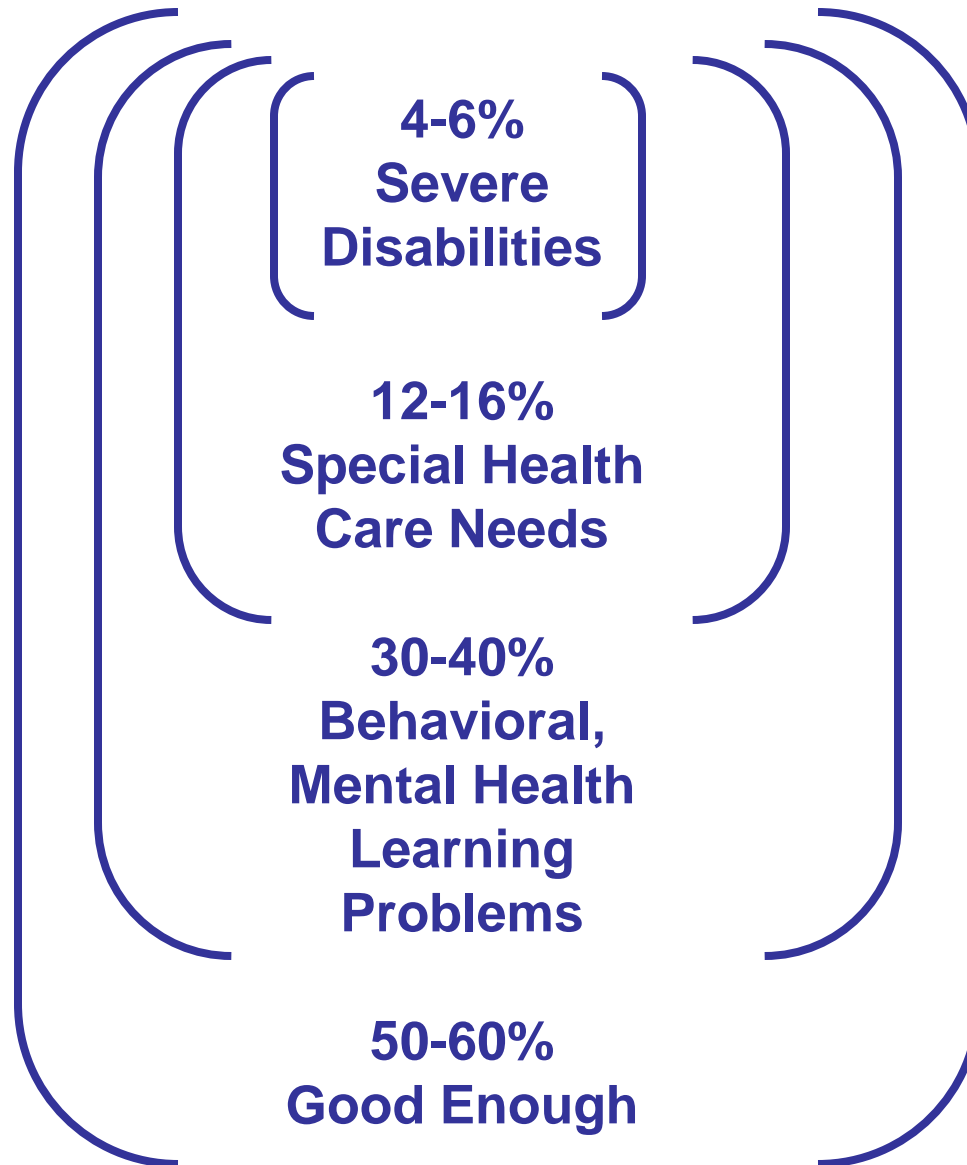 4-6%
Severe
Disabilities
12-16%
Special Health
Care Needs
30-40%
Behavioral,
Mental Health
Learning
Problems
50-60%
Good Enough